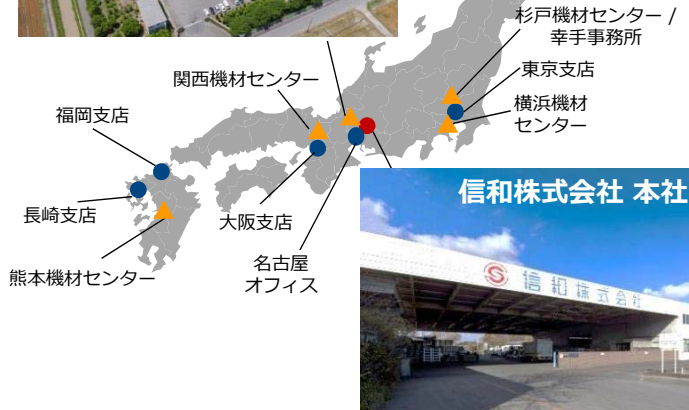 杉戸機材センター /
幸手事務所
東京支店
関西機材センター
横浜機材
センター
福岡支店
長崎支店
大阪支店
名古屋
オフィス
熊本機材センター
信和株式会社 本社
信和株式会社